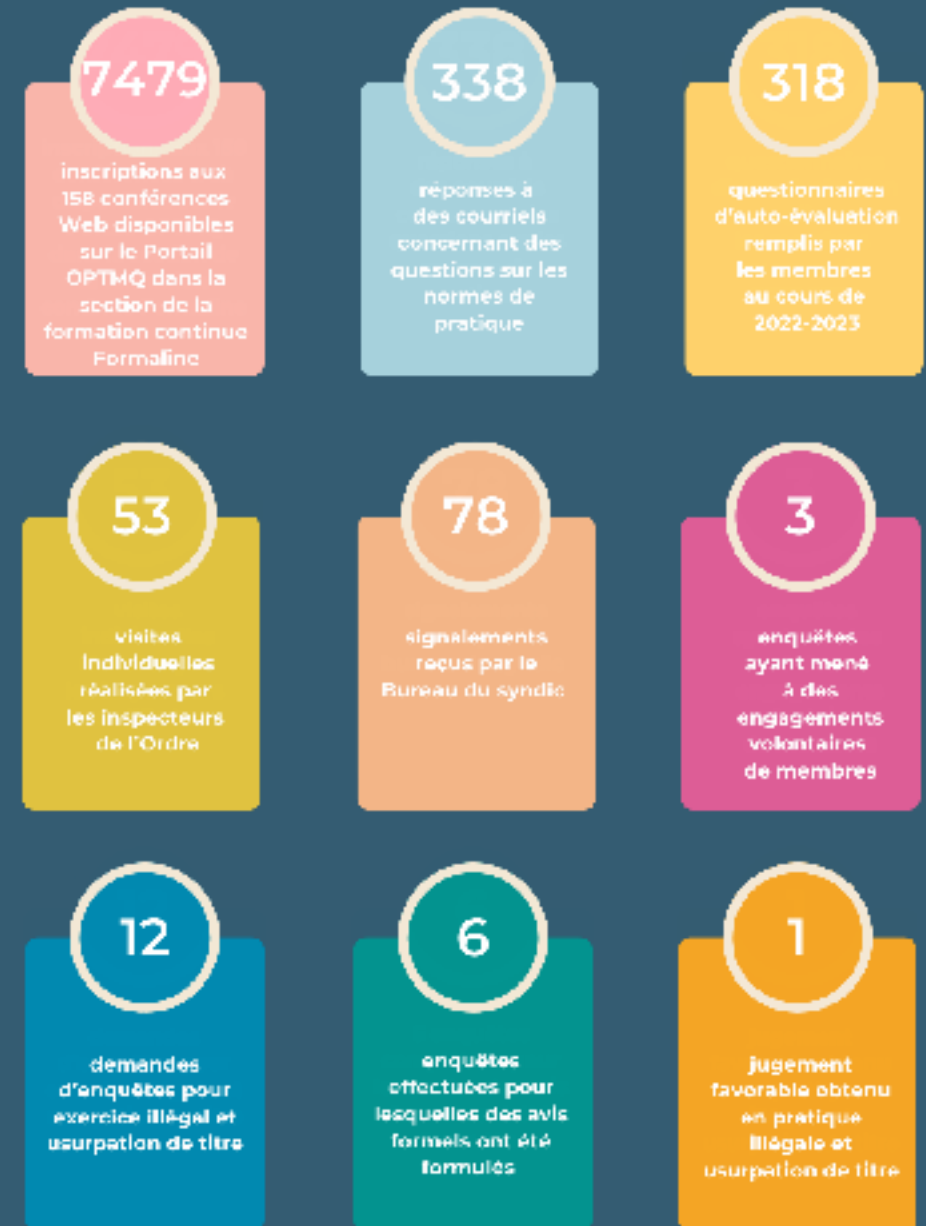 7479
inscriptions aux
158 conférences
Web disponibles
sur le Portail
OPTMQ dans la
section de la
formation continue
Formaline
338
réponses à
des courriels
concernant des
questions sur les
normes de
pratique
318
questionnaires
d'auto-évaluation
remplis par
les membres
au cours de
2022-2023
53
visites
individuelles
réalisées par
les inspecteurs
de l'Ordre
78
signalements
reçus par le
Bureau du syndic
3
enquêtes
ayant mené
à des
engagements
volontaires
de membres
12
demandes
d'enquêtes pour
exercice illégal et
usurpation de titre
6
enquêtes
effectuées pour
lesquelles des avis
formels ont été
formulés
1
jugement
favorable obtenu
en pratique
illégale et
usurpation de titre